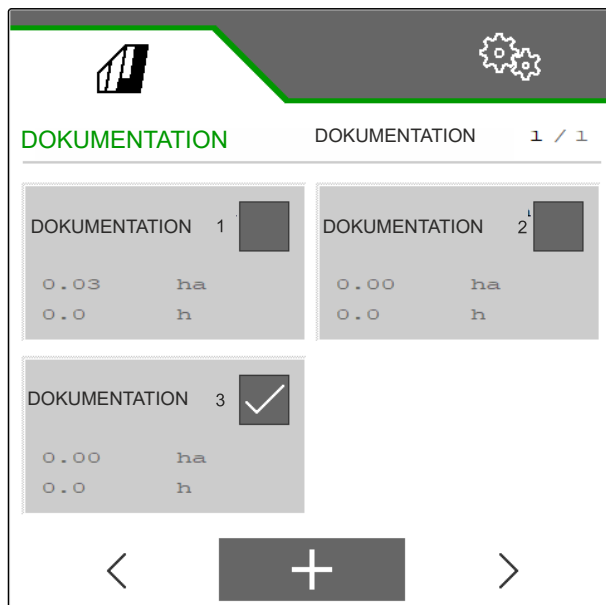 DOKUMENTATION DOKUMENTATION 1 / 1
DOKUMENTATION 1
0.03 ha
0.0 h
DOKUMENTATION 2
0.00 ha
0.0 h
DOKUMENTATION 3
0.00 ha
0.0 h